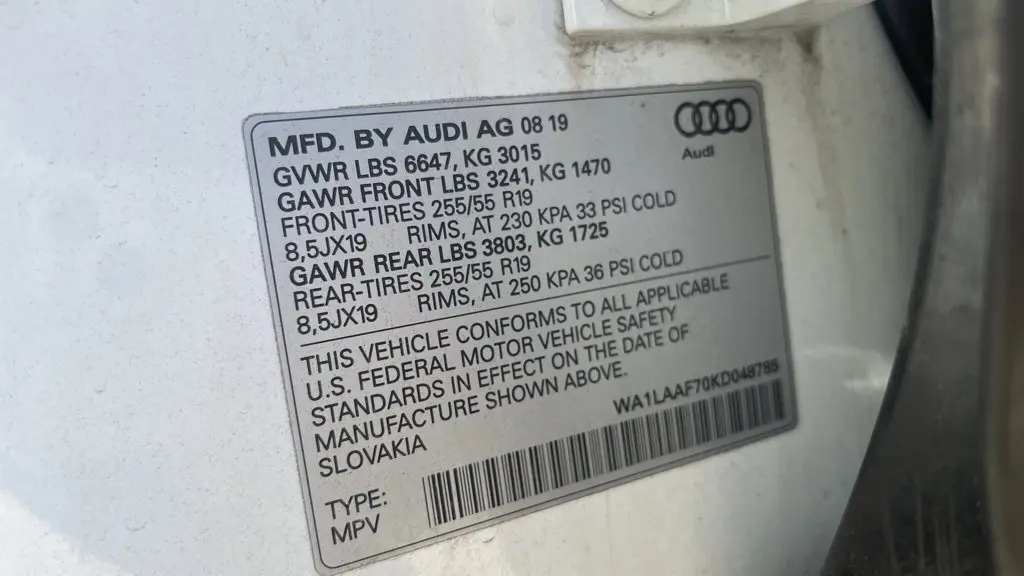 MFD. BY AUDI AG 08 19
Audi
GVWR LBS 6647, KG 3015
GAWR FRONT LBS 3241, KG 1470
FRONT-TIRES 255/55 R19
8,5JX19 RIMS, AT 230 KPA 33 PSI COLD
GAWR REAR LBS 3803, KG 1725
REAR-TIRES 255/55 R19
8,5JX19 RIMS, AT 250 KPA 36 PSI COLD
THIS VEHICLE CONFORMS TO ALL APPLICABLE
U.S. FEDERAL MOTOR VEHICLE SAFETY
STANDARDS IN EFFECT ON THE DATE OF
MANUFACTURE SHOWN ABOVE.
SLOVAKIA
WA1LAAF70KD048785
TYPE:
MPV